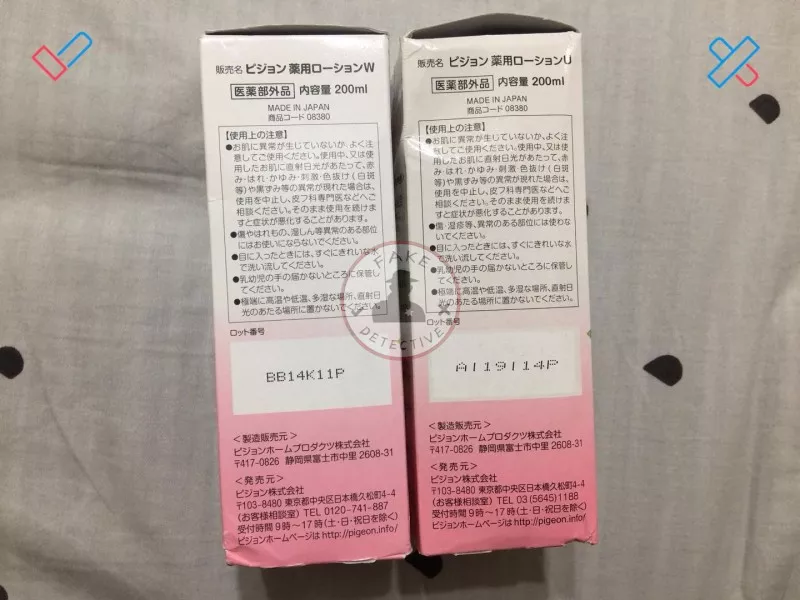 販売名 ピジョン 薬用ローションW
医薬部外品 内容量 200ml
MADE IN JAPAN
商品コード 08380
【使用上の注意】
●お肌に異常が生じていないか、よく注
意してご使用ください。使用中、又は使
用したお肌に直射日光があたって、赤
み・はれ・かゆみ・刺激・色抜け(白斑
等)や黒ずみ等の異常が現れた場合は、
使用を中止し、皮フ科専門医などへご
相談ください。そのまま使用を続けま
すと症状が悪化することがあります。
●傷やはれもの、湿しん等異常のある部位
にはお使いにならないでください。
●目に入ったときには、すぐにきれいな水
で洗い流してください。
●乳幼児の手の届かないところに保管し
てください。
●極端に高温や低温、多湿な場所、直射日
光のあたる場所に置かないでください。
ロット番号
BB14K11P
<製造販売元>
ピジョンホームプロダクツ株式会社
〒417-0826 静岡県富士市中里 2608-31
<発売元>
ピジョン株式会社
〒103-8480 東京都中央区日本橋久松町4-4
(お客様相談室) TEL 0120-741-887
受付時間 9時〜17時(土・日・祝日を除く)
ピジョンホームページは http://pigeon.info/
販売名 ピジョン 薬用ローションU
医薬部外品 内容量 200ml
MADE IN JAPAN
商品コード 08380
【使用上の注意】
●お肌に異常が生じていないか、よく注
意してご使用ください。使用中、又は使
用したお肌に直射日光があたって、赤
み・はれ・かゆみ・刺激・色抜け(白斑
等)や黒ずみ等の異常が現れた場合は、
使用を中止し、皮フ科専門医などへご
相談ください。そのまま使用を続けま
すと症状が悪化することがあります。
●傷・湿疹等、異常のある部位には使わな
いでください。
●目に入ったときには、すぐにきれいな水
で洗い流してください。
●乳幼児の手の届かないところに保管し
てください。
●極端に高温や低温、多湿な場所、直射日
光のあたる場所に置かないでください。
ロット番号
AI19I14P
<製造販売元>
ピジョンホームプロダクツ株式会社
〒417-0826 静岡県富士市中里 2608-31
<発売元>
ピジョン株式会社
〒103-8480 東京都中央区日本橋久松町4-4
(お客様相談室) TEL 03 (5645) 1188
受付時間 9時〜17時(土・日・祝日を除く)
ピジョンホームページは http://pigeon.info/
FAKE
DETECTIVE